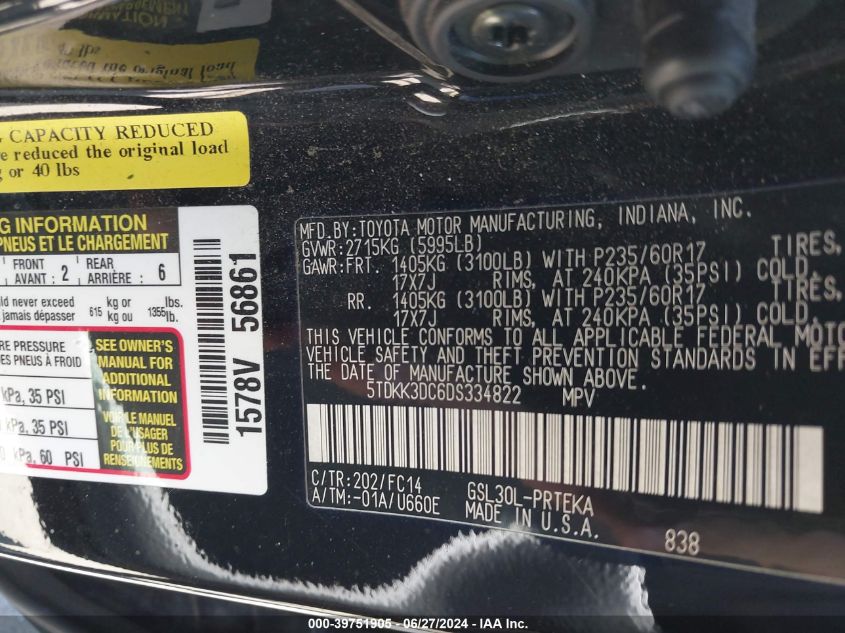 G CAPACITY REDUCED
e reduced the original load
g or 40 lbs
G INFORMATION
PNEUS ET LE CHARGEMENT
FRONT
AVANT : 2
REAR
ARRIÈRE : 6
ld never exceed
jamais dépasser
615 kg or
kg ou
1355 lbs.
lb.
RE PRESSURE
DES PNEUS À FROID
kPa, 35 PSI
kPa, 35 PSI
0 kPa, 60 PSI
SEE OWNER'S
MANUAL FOR
ADDITIONAL
INFORMATION
VOIR LE MANUEL
DE L'USAGER
POUR PLUS DE
RENSEIGNEMENTS
1578V 56861
MFD.BY:TOYOTA MOTOR MANUFACTURING, INDIANA, INC.
GVWR:2715KG (5995LB)
GAWR:FRT. 1405KG (3100LB) WITH P235/60R17 TIRES,
17X7J RIMS, AT 240KPA (35PSI) COLD.
RR. 1405KG (3100LB) WITH P235/60R17 TIRES,
17X7J RIMS, AT 240KPA (35PSI) COLD.
THIS VEHICLE CONFORMS TO ALL APPLICABLE FEDERAL MOTO
VEHICLE SAFETY AND THEFT PREVENTION STANDARDS IN EFF
THE DATE OF MANUFACTURE SHOWN ABOVE.
5TDKK3DC6DS334822 MPV
C/TR:202/FC14 GSL30L-PRTEKA
A/TM:-01A/U660E MADE IN U.S.A.
838
000-39751905 - 06/27/2024 - IAA Inc.